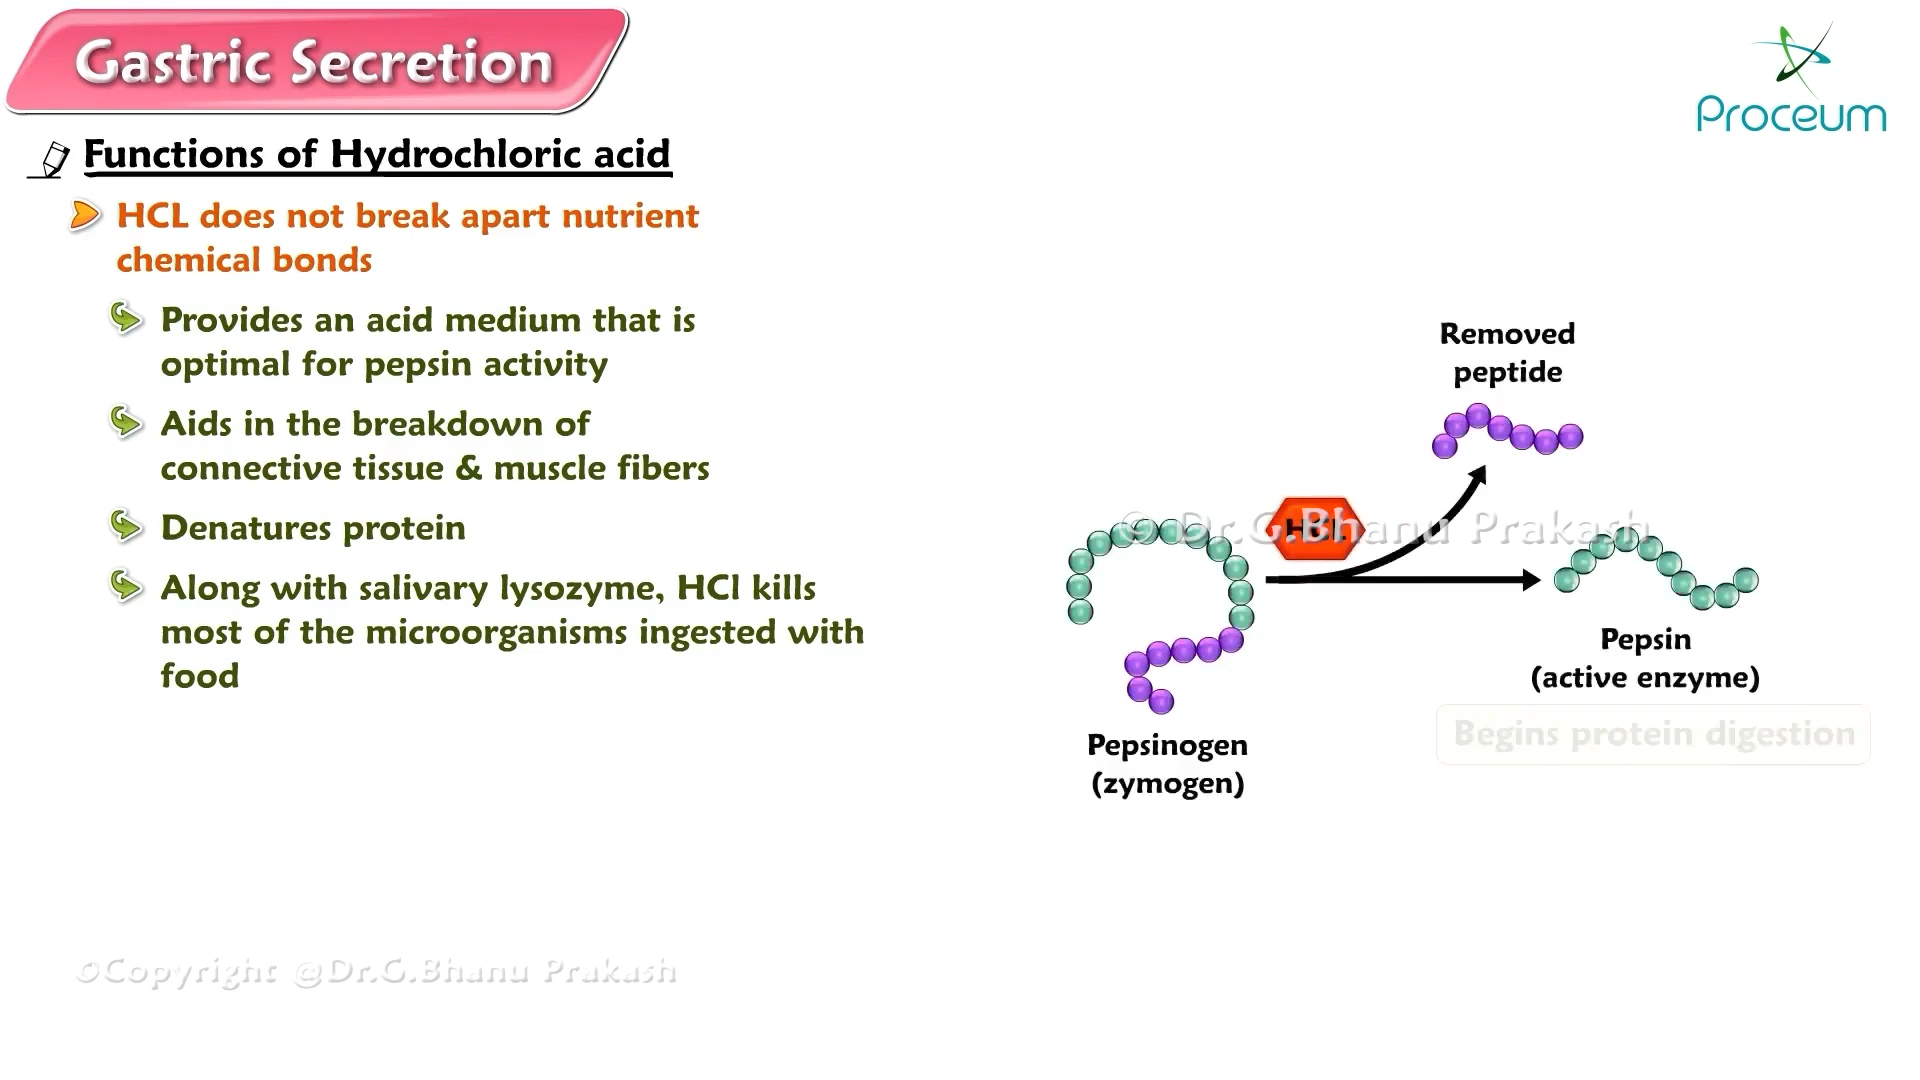 Gastric Secretion
Proceum
Functions of Hydrochloric acid
HCL does not break apart nutrient
chemical bonds
Provides an acid medium that is
optimal for pepsin activity
Aids in the breakdown of
connective tissue & muscle fibers
Denatures protein
Along with salivary lysozyme, HCl kills
most of the microorganisms ingested with
food
Removed
peptide
HCL
© Dr.G.Bhanu Prakash
Pepsin
(active enzyme)
Begins protein digestion
Pepsinogen
(zymogen)
©Copyright @Dr.G.Bhanu Prakash